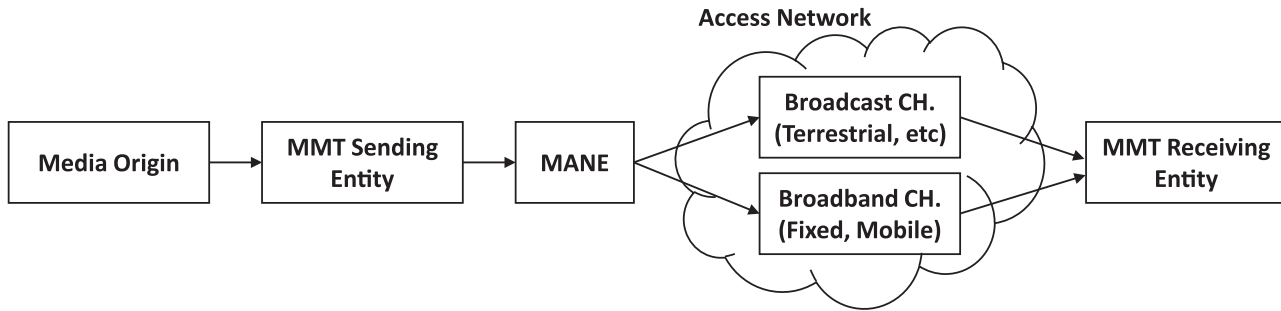 Access Network
Media Origin
MMT Sending
Entity
MANE
Broadcast CH.
(Terrestrial, etc)
Broadband CH.
(Fixed, Mobile)
MMT Receiving
Entity